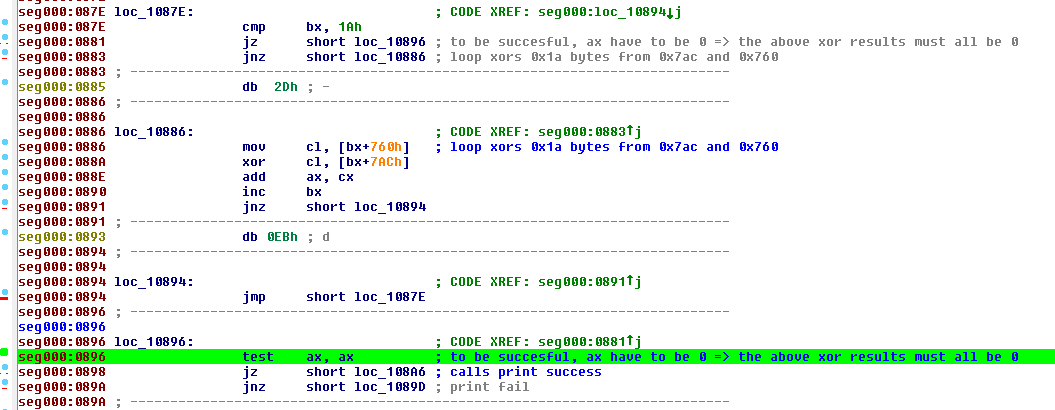 seg000:087E loc_1087E: ; CODE XREF: seg000:loc_10894↓j
seg000:087E cmp bx, 1Ah
seg000:0881 jz short loc_10896 ; to be succesful, ax have to be 0 => the above xor results must all be 0
seg000:0883 jnz short loc_10886 ; loop xors 0x1a bytes from 0x7ac and 0x760
seg000:0883 ; ---------------------------------------------------------------------------
seg000:0885 db 2Dh ; -
seg000:0886 ; ---------------------------------------------------------------------------
seg000:0886
seg000:0886 loc_10886: ; CODE XREF: seg000:0883↑j
seg000:0886 mov cl, [bx+760h] ; loop xors 0x1a bytes from 0x7ac and 0x760
seg000:088A xor cl, [bx+7ACh]
seg000:088E add ax, cx
seg000:0890 inc bx
seg000:0891 jnz short loc_10894
seg000:0891 ; ---------------------------------------------------------------------------
seg000:0893 db 0EBh ; d
seg000:0894 ; ---------------------------------------------------------------------------
seg000:0894
seg000:0894 loc_10894: ; CODE XREF: seg000:0891↑j
seg000:0894 jmp short loc_1087E
seg000:0896 ; ---------------------------------------------------------------------------
seg000:0896
seg000:0896 loc_10896: ; CODE XREF: seg000:0881↑j
seg000:0896 test ax, ax ; to be succesful, ax have to be 0 => the above xor results must all be 0
seg000:0898 jz short loc_108A6 ; calls print success
seg000:089A jnz short loc_1089D ; print fail
seg000:089A ; ---------------------------------------------------------------------------